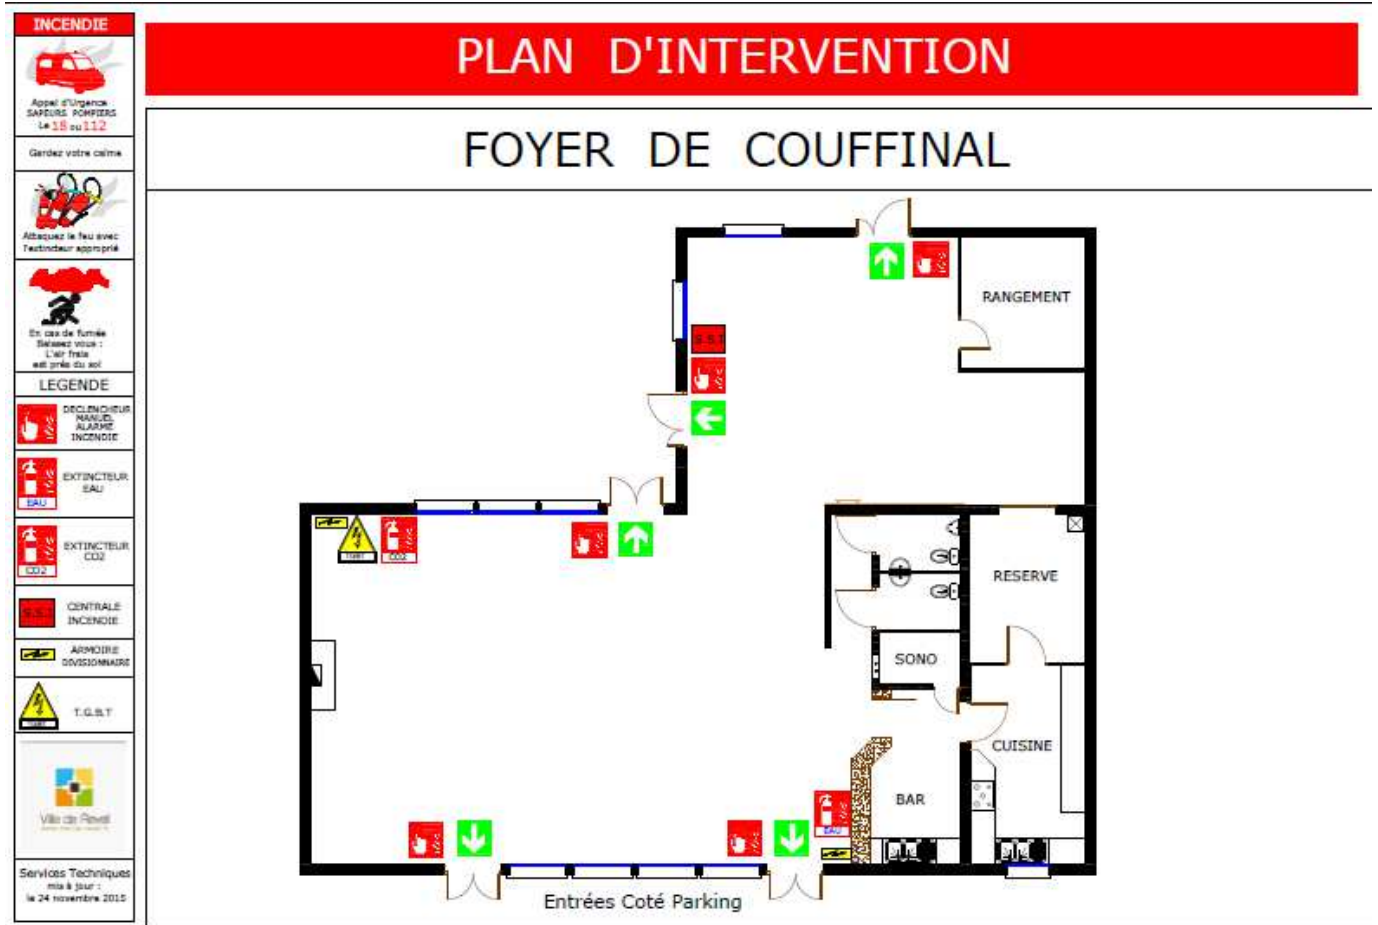 INCENDIE
Appel d'Urgence
SAPEURS POMPIERS
Le 18 ou 112
Gardez votre calme
Attaquez le feu avec
l'extincteur approprié
En cas de fumée
Baissez vous :
L'air frais
est près du sol
LEGENDE
DECLENCHEUR
MANUEL
ALARME
INCENDIE
EAU
EXTINCTEUR
EAU
CO2
EXTINCTEUR
CO2
S.S.I
CENTRALE
INCENDIE
ARMOIRE
DIVISIONNAIRE
T.G.B.T
Ville de Revel
Services Techniques
mis à jour :
le 24 novembre 2015
PLAN D'INTERVENTION
FOYER DE COUFFINAL
RANGEMENT
S.S.I
CO2
RESERVE
SONO
CUISINE
BAR
EAU
Entrées Coté Parking